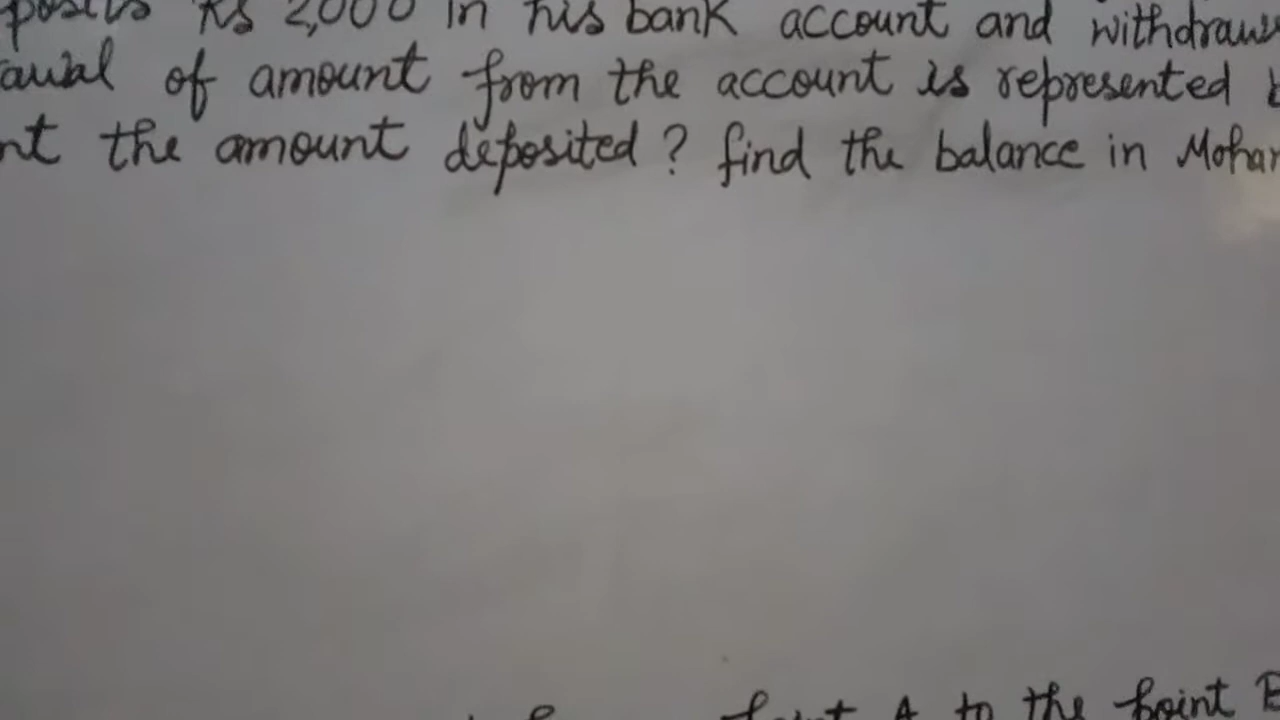 Rs 2,000 in his bank account and
of amount from the account is represented
the amount deposited? find the balance in
A to the point B